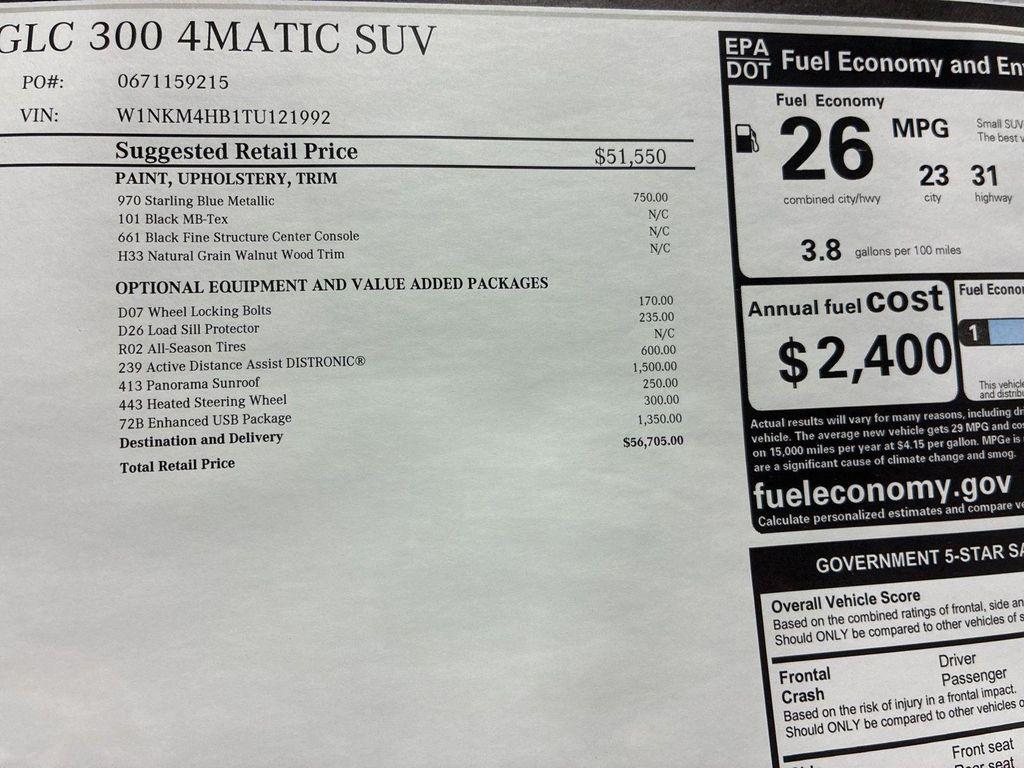 GLC 300 4MATIC SUV
PO#: 0671159215
VIN: W1NKM4HB1TU121992
Suggested Retail Price $51,550
PAINT, UPHOLSTERY, TRIM
970 Starling Blue Metallic 750.00
101 Black MB-Tex N/C
661 Black Fine Structure Center Console N/C
H33 Natural Grain Walnut Wood Trim N/C
OPTIONAL EQUIPMENT AND VALUE ADDED PACKAGES
D07 Wheel Locking Bolts 170.00
D26 Load Sill Protector 235.00
R02 All-Season Tires N/C
239 Active Distance Assist DISTRONIC® 600.00
413 Panorama Sunroof 1,500.00
443 Heated Steering Wheel 250.00
72B Enhanced USB Package 300.00
Destination and Delivery 1,350.00
Total Retail Price $56,705.00
EPA
DOT Fuel Economy and
Fuel Economy
26 MPG
Small SUV
The best
23 31
combined city/hwy city highway
3.8 gallons per 100 miles
Annual fuel cost
$2,400
Fuel
1
This vehicle
and
Actual results will vary for many reasons, including
vehicle. The average new vehicle gets 29 MPG and
on 15,000 miles per year at $4.15 per gallon. MPGe is
are a significant cause of climate change and smog.
fueleconomy.gov
Calculate personalized estimates and compare
GOVERNMENT 5-STAR
Overall Vehicle Score
Based on the combined ratings of frontal, side
Should ONLY be compared to other vehicles of
Frontal Driver
Crash Passenger
Based on the risk of injury in a frontal impact.
Should ONLY be compared to other vehicles
Front seat
seat